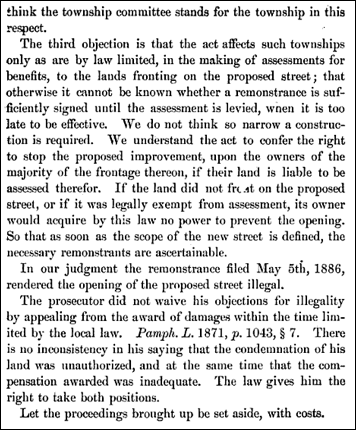 think the township committee stands for the township in this
respect.
The third objection is that the act affects such townships
only as are by law limited, in the making of assessments for
benefits, to the lands fronting on the proposed street; that
otherwise it cannot be known whether a remonstrance is suf-
ficiently signed until the assessment is levied, when it is too
late to be effective. We do not think so narrow a construc-
tion is required. We understand the act to confer the right
to stop the proposed improvement, upon the owners of the
majority of the frontage thereon, if their land is liable to be
assessed therefor. If the land did not front on the proposed
street, or if it was legally exempt from assessment, its owner
would acquire by this law no power to prevent the opening.
So that as soon as the scope of the new street is defined, the
necessary remonstrants are ascertainable.
In our judgment the remonstrance filed May 5th, 1886,
rendered the opening of the proposed street illegal.
The prosecutor did not waive his objections for illegality
by appealing from the award of damages within the time lim-
ited by the local law. Pamph. L. 1871, p. 1043, § 7. There
is no inconsistency in his saying that the condemnation of his
land was unauthorized, and at the same time that the com-
pensation awarded was inadequate. The law gives him the
right to take both positions.
Let the proceedings brought up be set aside, with costs.